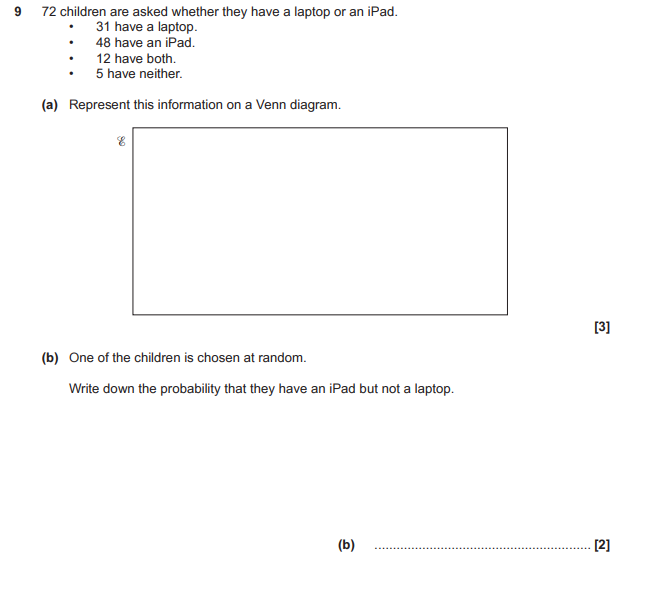 9 72 children are asked whether they have a laptop or an iPad.
• 31 have a laptop.
• 48 have an iPad.
• 12 have both.
• 5 have neither.
(a) Represent this information on a Venn diagram.
ℰ
[3]
(b) One of the children is chosen at random.
Write down the probability that they have an iPad but not a laptop.
(b) .............................................................. [2]